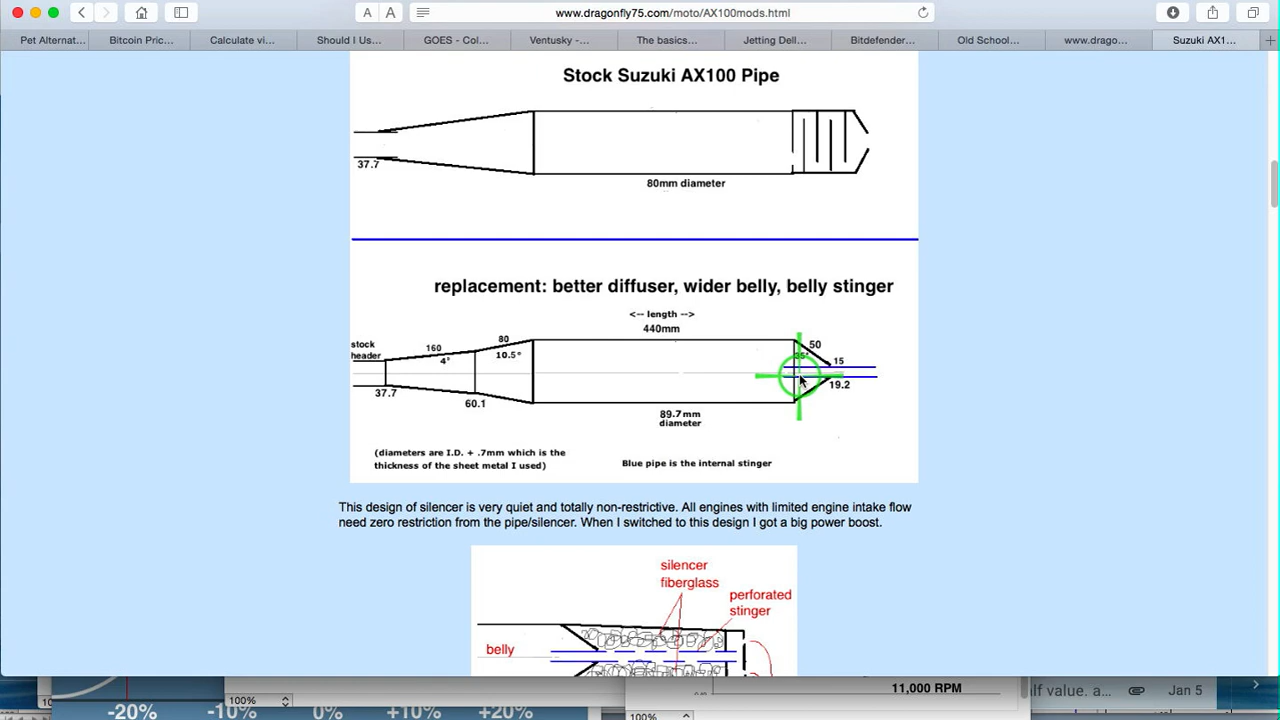 www.dragonfly75.com/moto/AX100mods.html
A A
Pet Alternat...
Bitcoin Pric...
Calculate vi...
Should I Us...
GOES - Col...
Ventusky -...
The basics...
Jetting Dell...
Bitdefender...
Old School...
www.drago...
Suzuki AX1...
Stock Suzuki AX100 Pipe
37.7
80mm diameter
replacement: better diffuser, wider belly, belly stinger
<-- length -->
440mm
stock
header
160
4°
80
10.5°
50
35°
15
37.7
60.1
19.2
89.7mm
diameter
(diameters are I.D. + .7mm which is the
thickness of the sheet metal I used)
Blue pipe is the internal stinger
This design of silencer is very quiet and totally non-restrictive. All engines with limited engine intake flow
need zero restriction from the pipe/silencer. When I switched to this design I got a big power boost.
silencer
fiberglass
perforated
stinger
belly
100%
11,000 RPM
lf value. a...
Jan 5
-20% -10% 0% +10% +20%
100%